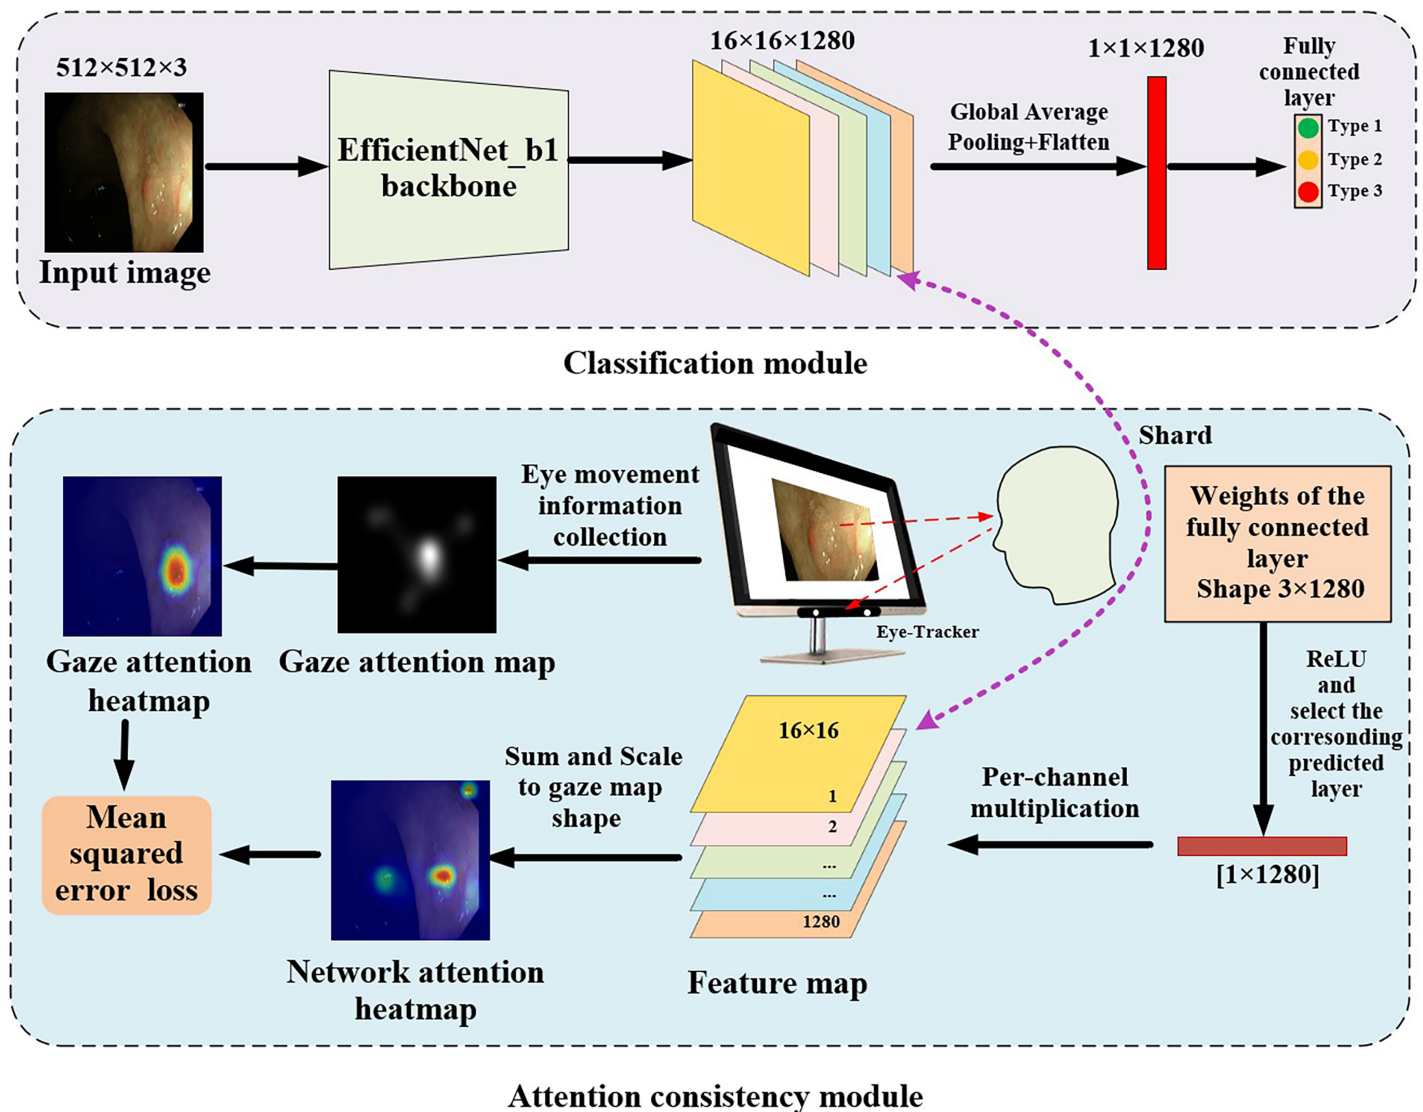 512×512×3
Input image
EfficientNet_b1
backbone
16×16×1280
Global Average
Pooling+Flatten
1×1×1280
Fully
connected
layer
Type 1
Type 2
Type 3
Classification module
Shard
Eye movement
information
collection
Eye-Tracker
Gaze attention map
Gaze attention
heatmap
Weights of the
fully connected
layer
Shape 3×1280
ReLU
and
select the
corresonding
predicted
layer
[1×1280]
Per-channel
multiplication
16×16
1
2
...
...
1280
Feature map
Sum and Scale
to gaze map
shape
Network attention
heatmap
Mean
squared
error loss
Attention consistency module